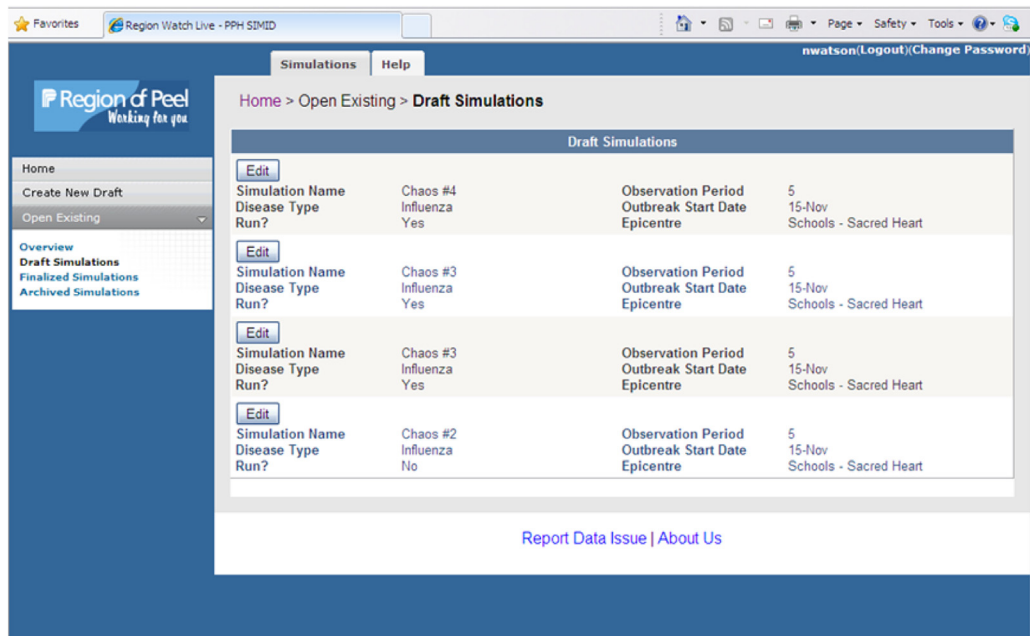 Favorites
Region Watch Live - PPH SIMID
Page
Safety
Tools
nwatson(Logout)(Change Password)
Simulations
Help
Region of Peel
Working for you
Home > Open Existing > Draft Simulations
Home
Create New Draft
Open Existing
Overview
Draft Simulations
Finalized Simulations
Archived Simulations
Draft Simulations
Edit
Simulation Name Chaos #4 Observation Period 5
Disease Type Influenza Outbreak Start Date 15-Nov
Run? Yes Epicentre Schools - Sacred Heart
Edit
Simulation Name Chaos #3 Observation Period 5
Disease Type Influenza Outbreak Start Date 15-Nov
Run? Yes Epicentre Schools - Sacred Heart
Edit
Simulation Name Chaos #3 Observation Period 5
Disease Type Influenza Outbreak Start Date 15-Nov
Run? Yes Epicentre Schools - Sacred Heart
Edit
Simulation Name Chaos #2 Observation Period 5
Disease Type Influenza Outbreak Start Date 15-Nov
Run? No Epicentre Schools - Sacred Heart
Report Data Issue | About Us